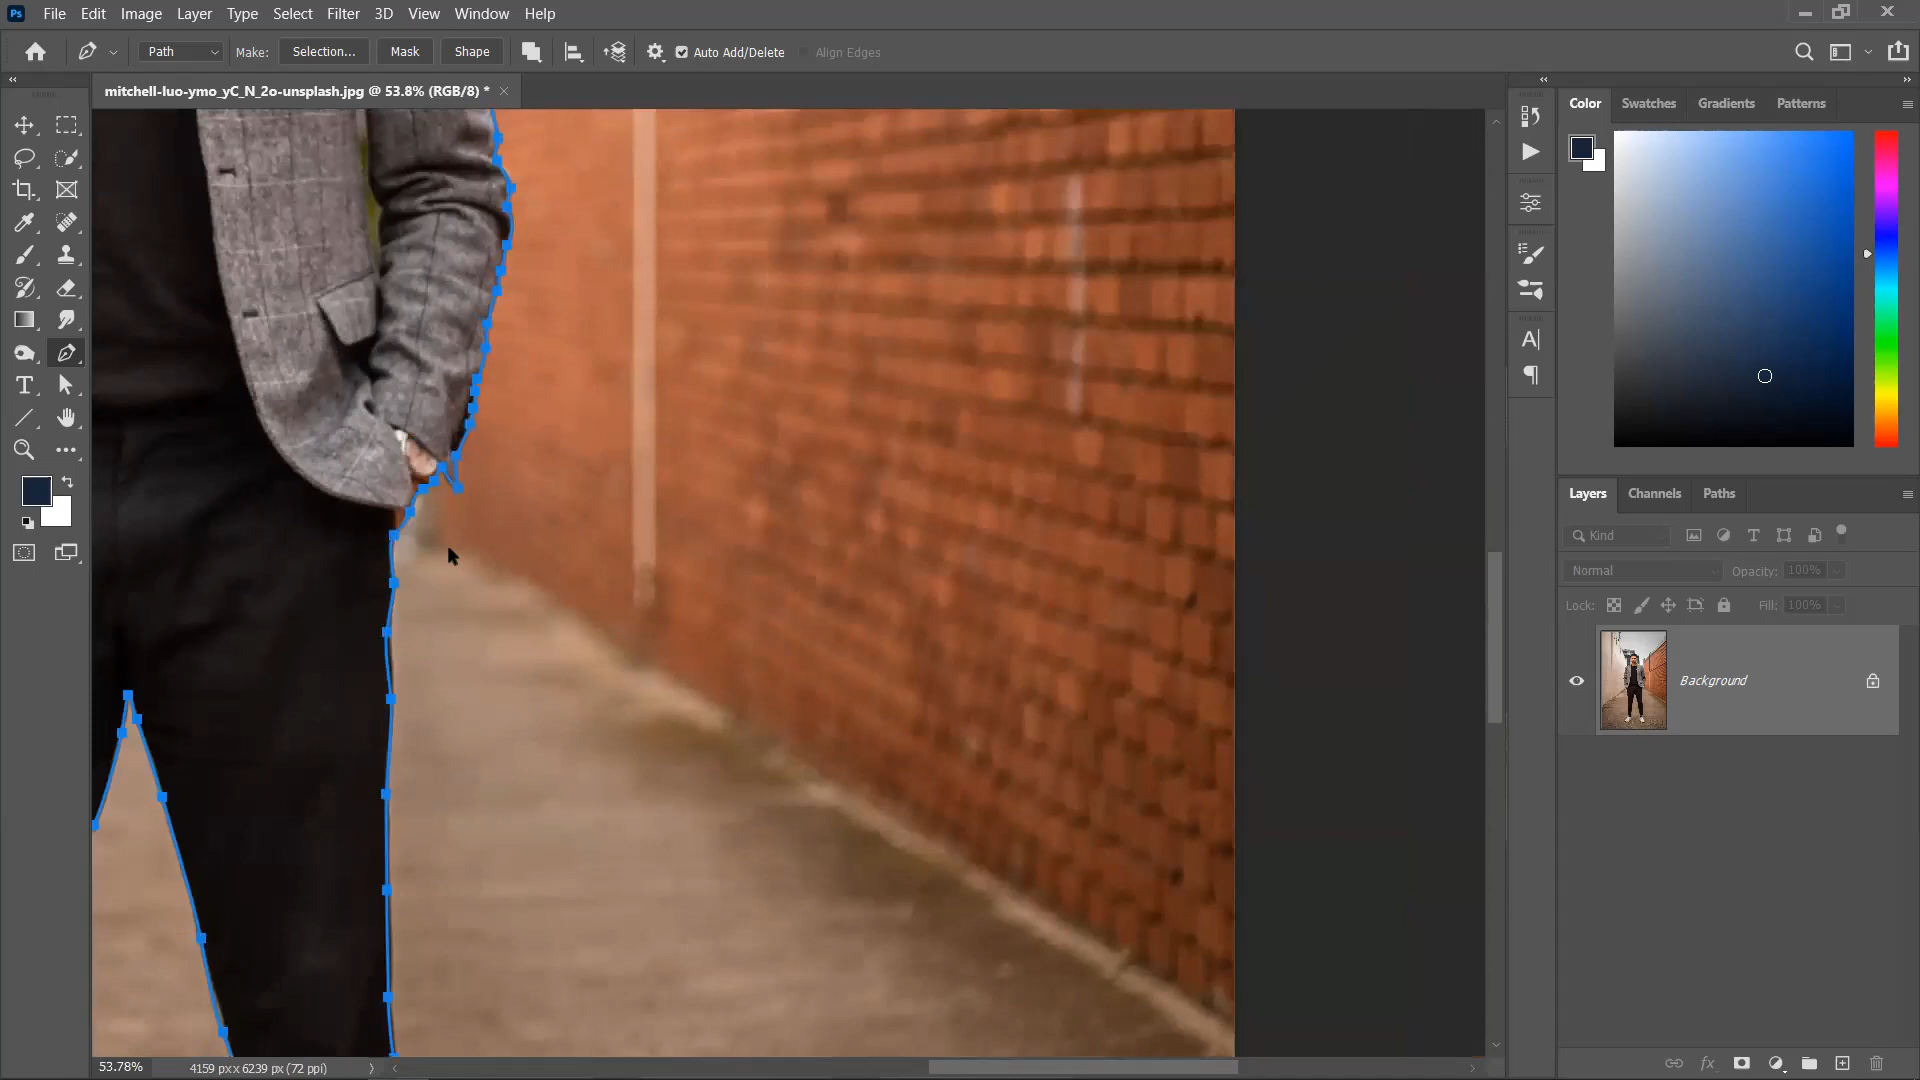 Ps File Edit Image Layer Type Select Filter 3D View Window Help
Path Make: Selection... Mask Shape Auto Add/Delete Align Edges
mitchell-luo-ymo_yC_N_2o-unsplash.jpg @ 53.8% (RGB/8) *
Color Swatches Gradients Patterns
Layers Channels Paths
Kind
Normal Opacity: 100%
Lock: Fill: 100%
Background
53.78% 4159 px x 6239 px (72 ppi)